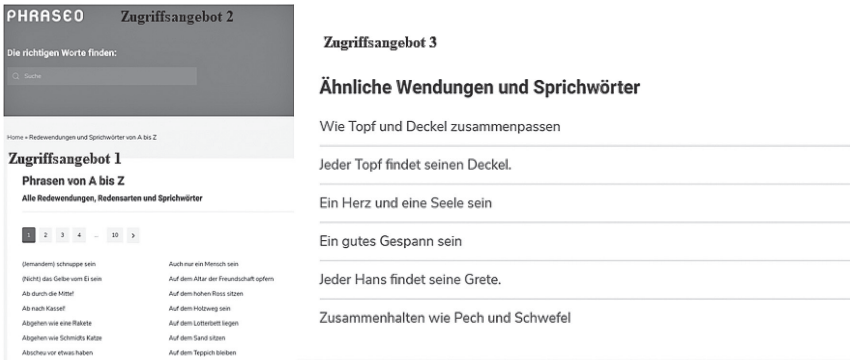 PHRASEO Zugriffsangebot 2
Die richtigen Worte finden:
Suche
Home » Redewendungen und Sprichwörter von A bis Z
Zugriffsangebot 1
Phrasen von A bis Z
Alle Redewendungen, Redensarten und Sprichwörter
1 2 3 4 ... 10 >
(Jemandem) schnuppe sein
(Nicht) das Gelbe vom Ei sein
Ab durch die Mitte!
Ab nach Kassel!
Abgehen wie eine Rakete
Abgehen wie Schmidts Katze
Abscheu vor etwas haben
Auch nur ein Mensch sein
Auf dem Altar der Freundschaft opfern
Auf dem hohen Ross sitzen
Auf dem Holzweg sein
Auf dem Lotterbett liegen
Auf dem Sand sitzen
Auf dem Teppich bleiben
Zugriffsangebot 3
Ähnliche Wendungen und Sprichwörter
Wie Topf und Deckel zusammenpassen
Jeder Topf findet seinen Deckel.
Ein Herz und eine Seele sein
Ein gutes Gespann sein
Jeder Hans findet seine Grete.
Zusammenhalten wie Pech und Schwefel